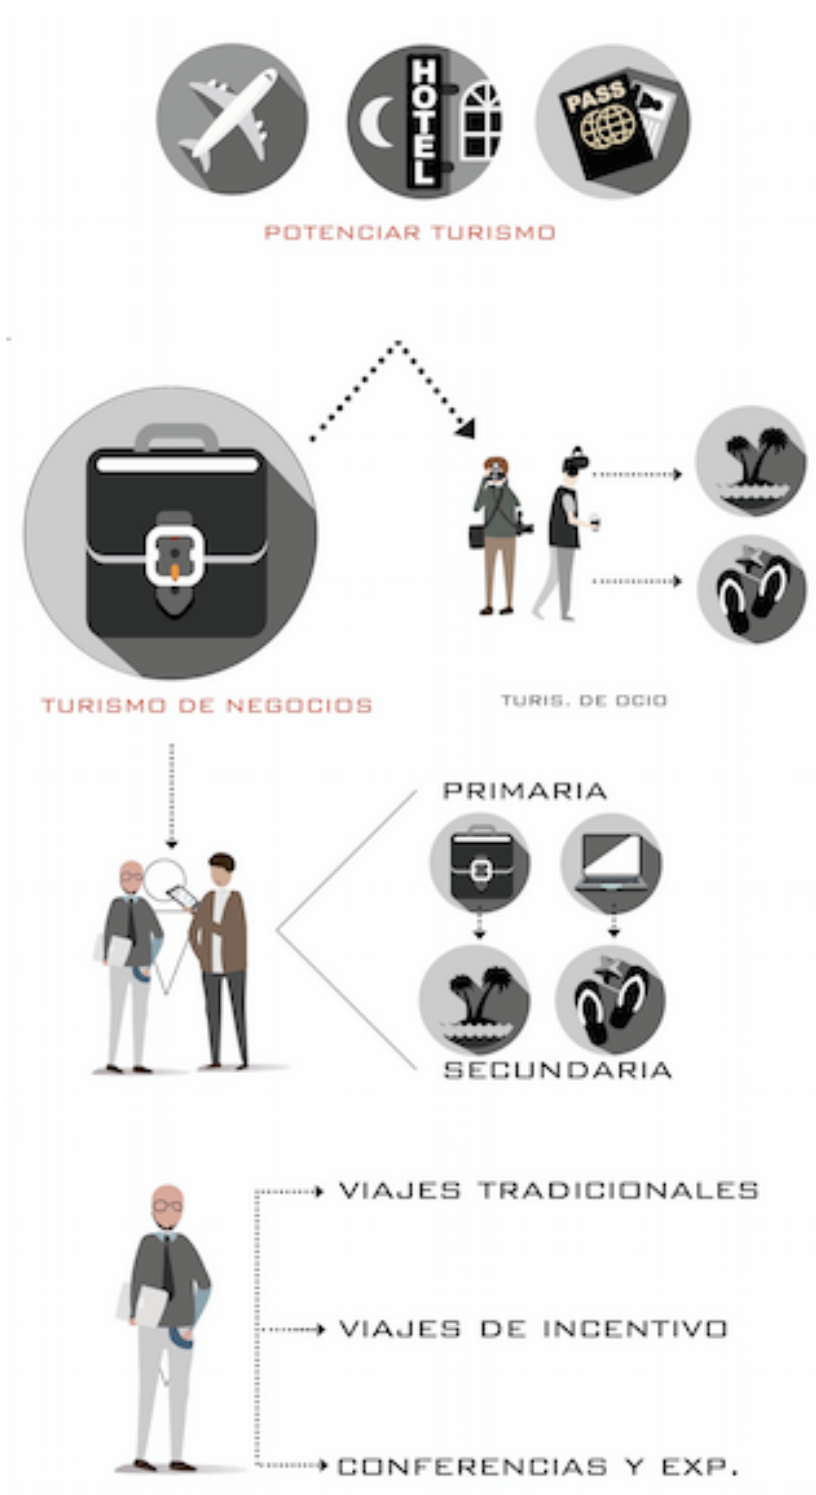 HOTEL
PASS
POTENCIAR TURISMO
TURISMO DE NEGOCIOS
TURIS. DE OCIO
PRIMARIA
SECUNDARIA
VIAJES TRADICIONALES
VIAJES DE INCENTIVO
CONFERENCIAS Y EXP.